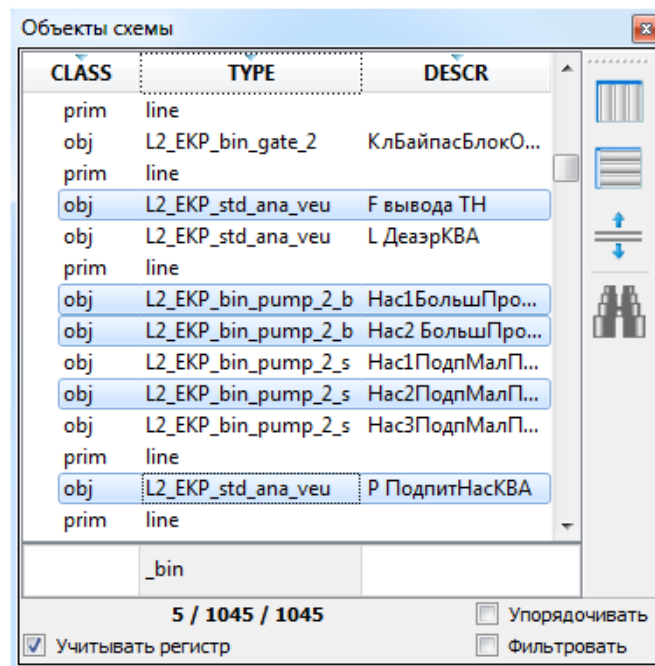 Объекты схемы
CLASS TYPE DESCR
prim line
obj L2_EKP_bin_gate_2 КлБайпасБлокО...
prim line
obj L2_EKP_std_ana_veu F вывода ТН
obj L2_EKP_std_ana_veu L ДеаэрКВА
prim line
obj L2_EKP_bin_pump_2_b Нас1БольшПро...
obj L2_EKP_bin_pump_2_b Нас2 БольшПро...
obj L2_EKP_bin_pump_2_s Нас1ПодпМалП...
obj L2_EKP_bin_pump_2_s Нас2ПодпМалП...
obj L2_EKP_bin_pump_2_s Нас3ПодпМалП...
prim line
obj L2_EKP_std_ana_veu P ПодпитНасКВА
prim line
_bin
5 / 1045 / 1045 Упорядочивать
Учитывать регистр Фильтровать